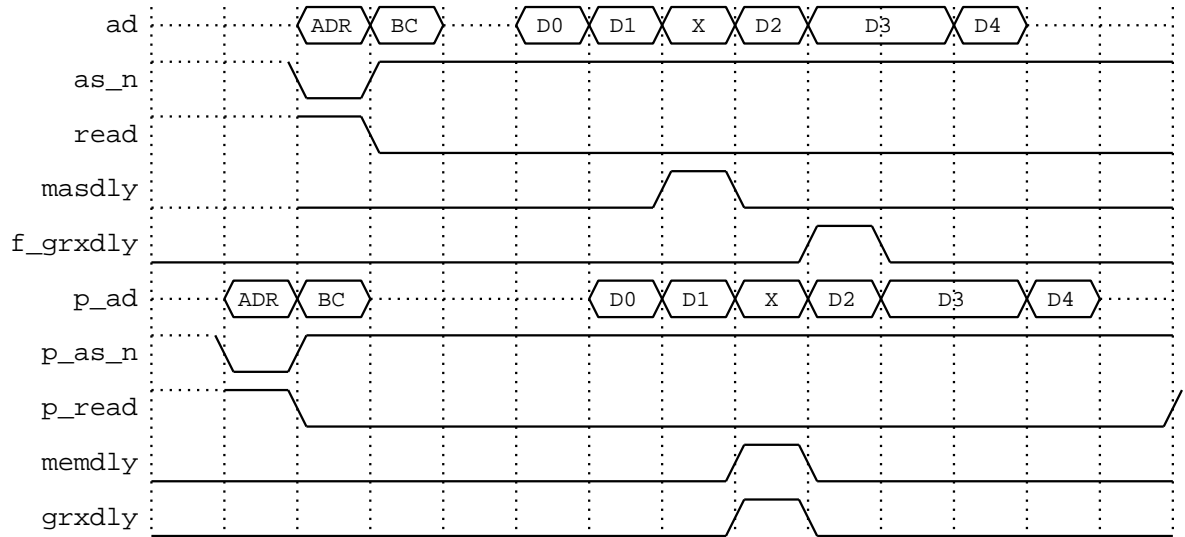 ad ADR BC D0 D1 X D2 D3 D4
as_n
read
masdly
f_grxdly
p_ad ADR BC D0 D1 X D2 D3 D4
p_as_n
p_read
memdly
grxdly